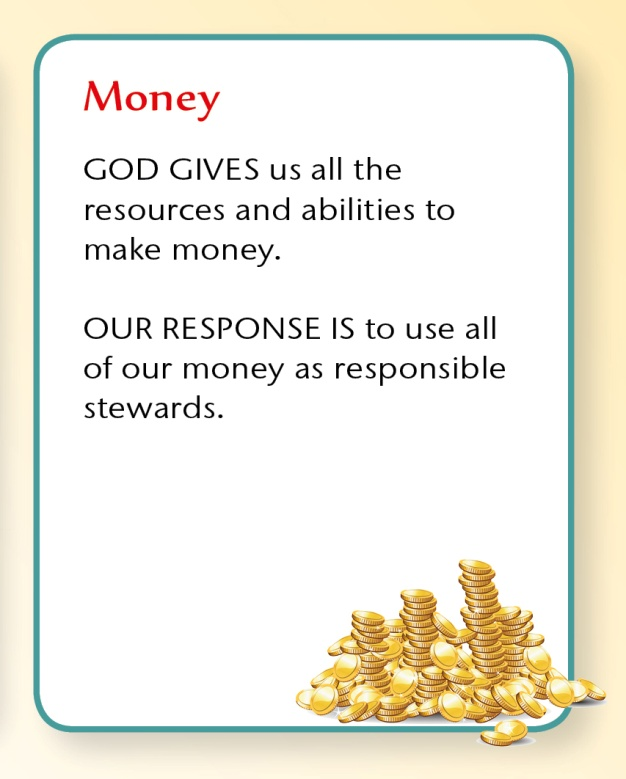 Money
GOD GIVES us all the
resources and abilities to
make money.
OUR RESPONSE IS to use all
of our money as responsible
stewards.